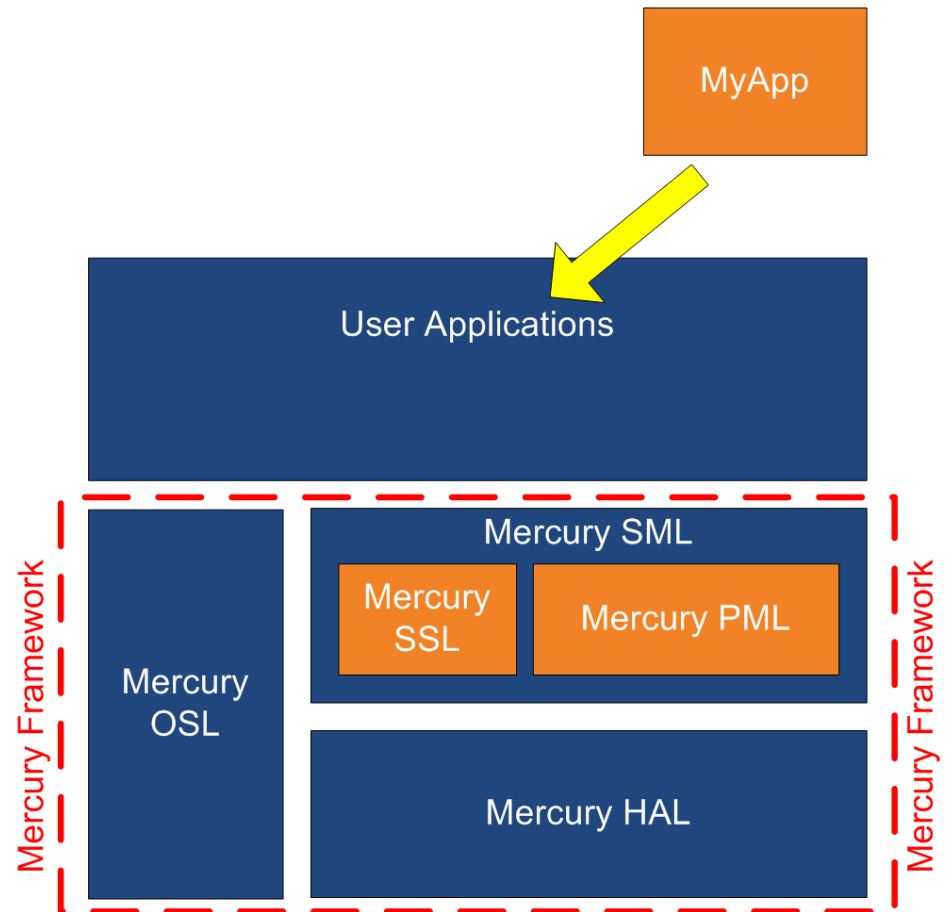 MyApp
User Applications
Mercury Framework
Mercury SML
Mercury
SSL
Mercury PML
Mercury
OSL
Mercury HAL
Mercury Framework